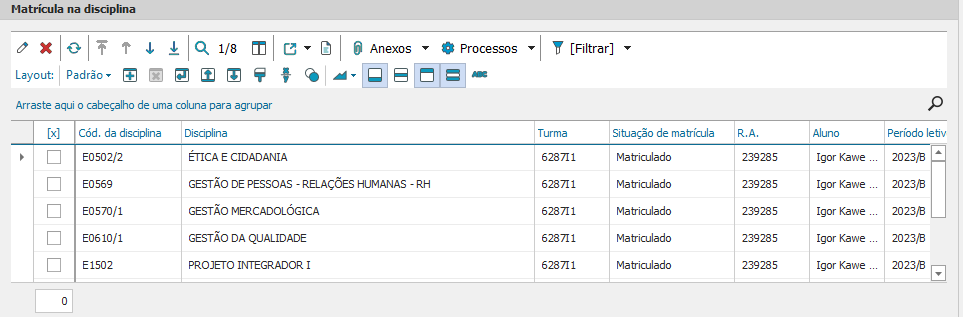 Matrícula na disciplina
1/8 Anexos Processos [Filtrar]
Layout: Padrão ABC
Arraste aqui o cabeçalho de uma coluna para agrupar
[x] Cód. da disciplina Disciplina Turma Situação de matrícula R.A. Aluno Período letiv
E0502/2 ÉTICA E CIDADANIA 6287I1 Matriculado 239285 Igor Kawe ... 2023/B
E0569 GESTÃO DE PESSOAS - RELAÇÕES HUMANAS - RH 6287I1 Matriculado 239285 Igor Kawe ... 2023/B
E0570/1 GESTÃO MERCADOLÓGICA 6287I1 Matriculado 239285 Igor Kawe ... 2023/B
E0610/1 GESTÃO DA QUALIDADE 6287I1 Matriculado 239285 Igor Kawe ... 2023/B
E1502 PROJETO INTEGRADOR I 6287I1 Matriculado 239285 Igor Kawe ... 2023/B
0